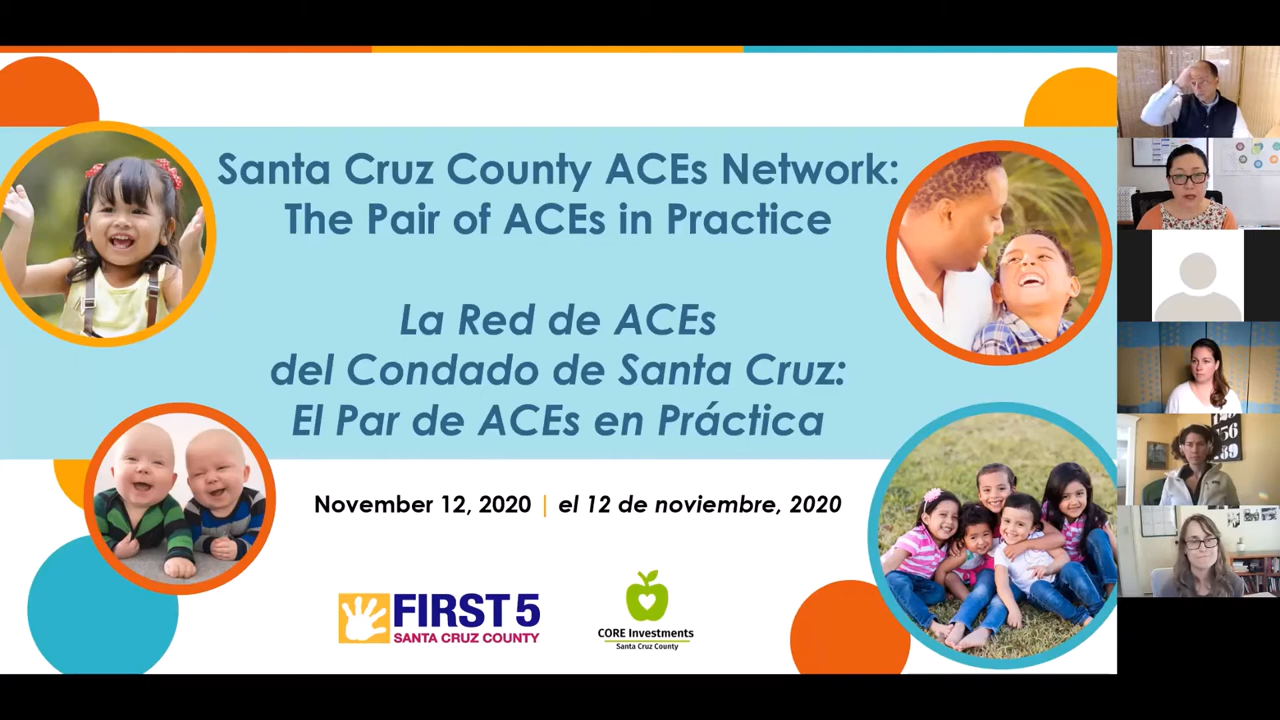 Santa Cruz County ACEs Network:
The Pair of ACEs in Practice
La Red de ACEs
del Condado de Santa Cruz:
El Par de ACEs en Práctica
November 12, 2020 | el 12 de noviembre, 2020
FIRST 5
SANTA CRUZ COUNTY
CORE Investments
Santa Cruz County
156